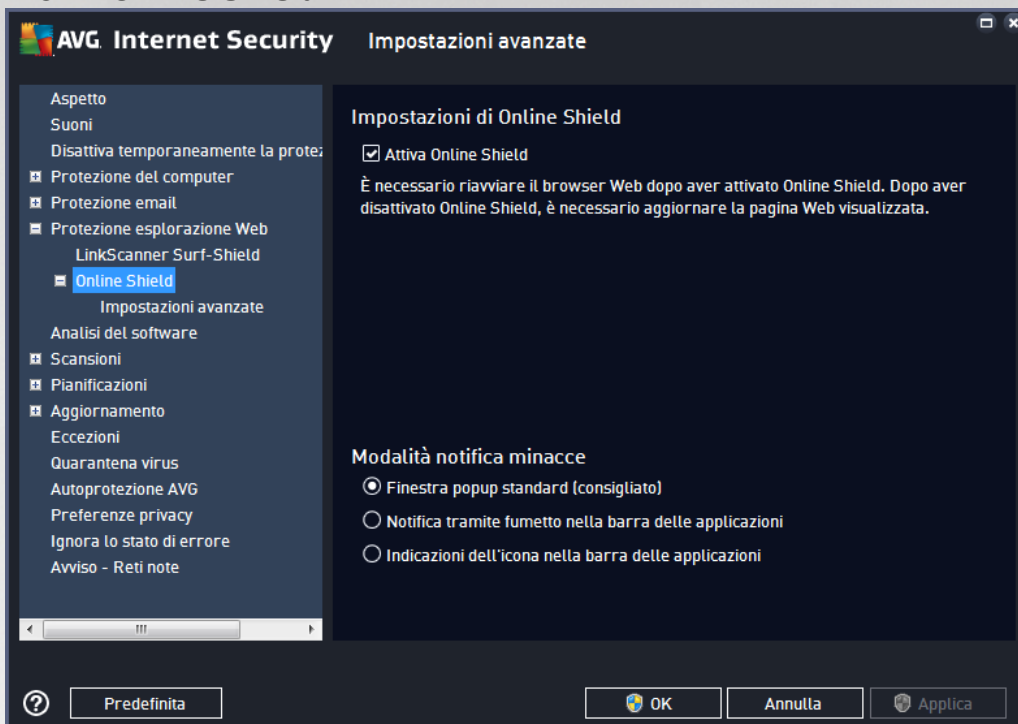 AVG. Internet Security
Impostazioni avanzate
Aspetto
Suoni
Disattiva temporaneamente la
Protezione del computer
Protezione email
Protezione esplorazione Web
LinkScanner Surf-Shield
Online Shield
Impostazioni avanzate
Analisi del software
Scansioni
Pianificazioni
Aggiornamento
Eccezioni
Quarantena virus
Autoprotezione AVG
Preferenze privacy
Ignora lo stato di errore
Avviso - Reti note
Impostazioni di Online Shield
Attiva Online Shield
È necessario riavviare il browser Web dopo aver attivato Online Shield. Dopo aver
disattivato Online Shield, è necessario aggiornare la pagina Web visualizzata.
Modalità notifica minacce
Finestra popup standard (consigliato)
Notifica tramite fumetto nella barra delle applicazioni
Indicazioni dell'icona nella barra delle applicazioni
Predefinita
OK
Annulla
Applica